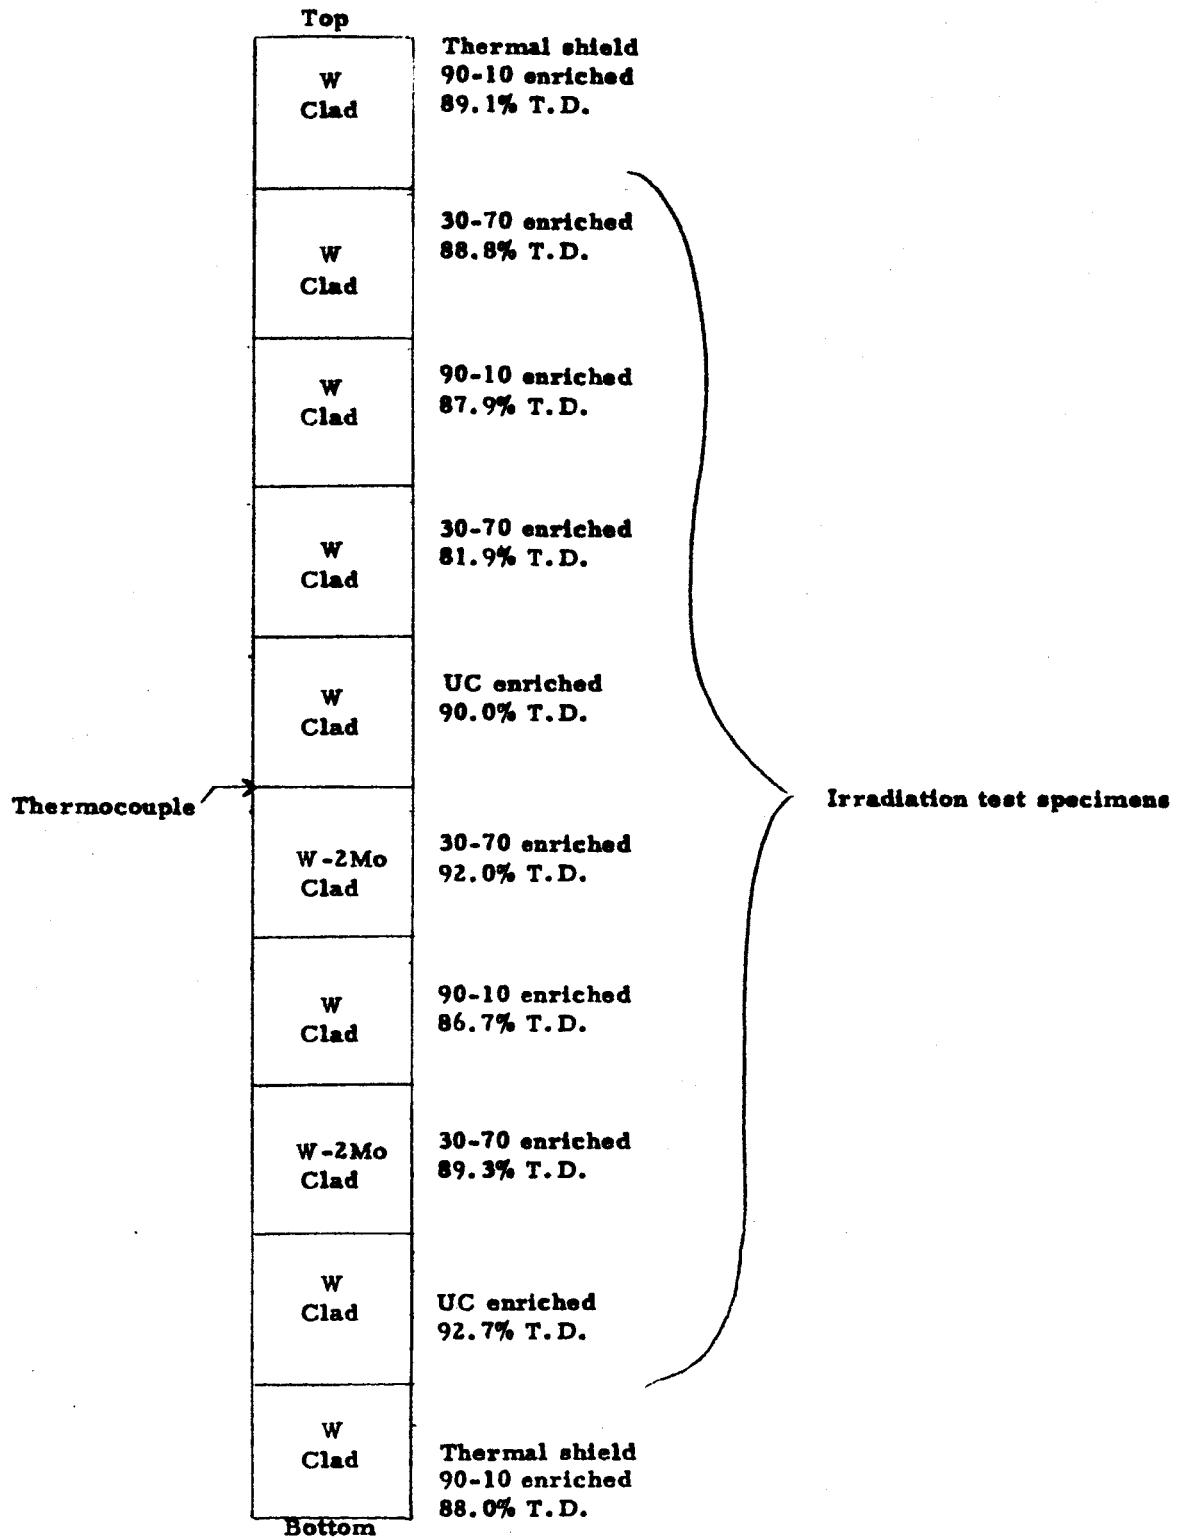 Top
W
Clad
Thermal shield
90-10 enriched
89.1% T.D.
W
Clad
30-70 enriched
88.8% T.D.
W
Clad
90-10 enriched
87.9% T.D.
W
Clad
30-70 enriched
81.9% T.D.
W
Clad
UC enriched
90.0% T.D.
Thermocouple
Irradiation test specimens
W-2Mo
Clad
30-70 enriched
92.0% T.D.
W
Clad
90-10 enriched
86.7% T.D.
W-2Mo
Clad
30-70 enriched
89.3% T.D.
W
Clad
UC enriched
92.7% T.D.
W
Clad
Thermal shield
90-10 enriched
88.0% T.D.
Bottom